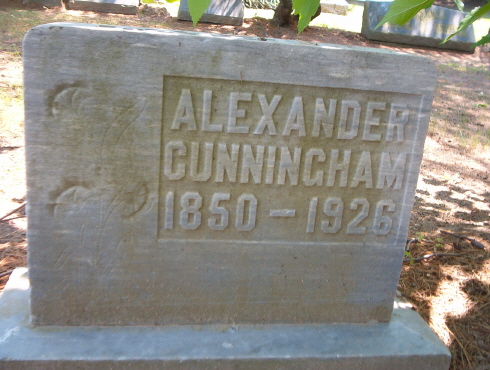 ALEXANDER
CUNNINGHAM
1850 - 1926